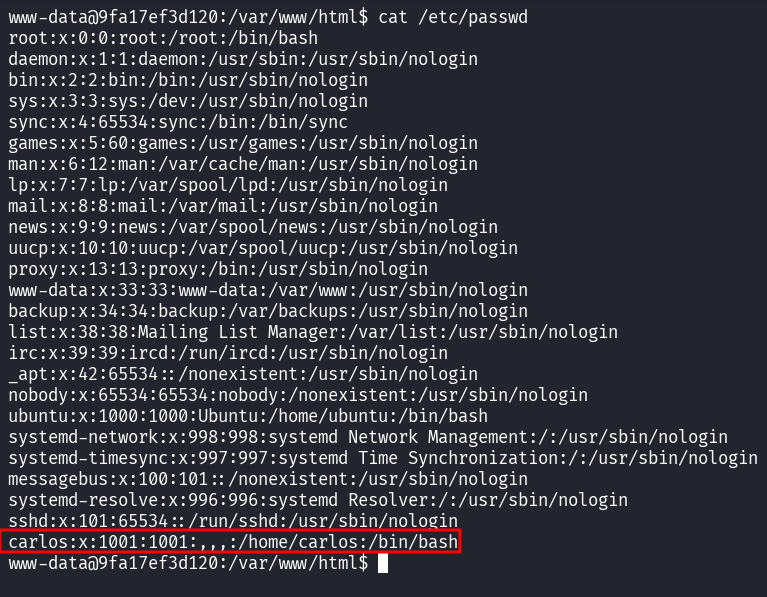 www-data@9fa17ef3d120:/var/www/html$ cat /etc/passwd
root:x:0:0:root:/root:/bin/bash
daemon:x:1:1:daemon:/usr/sbin:/usr/sbin/nologin
bin:x:2:2:bin:/bin:/usr/sbin/nologin
sys:x:3:3:sys:/dev:/usr/sbin/nologin
sync:x:4:65534:sync:/bin:/bin/sync
games:x:5:60:games:/usr/games:/usr/sbin/nologin
man:x:6:12:man:/var/cache/man:/usr/sbin/nologin
lp:x:7:7:lp:/var/spool/lpd:/usr/sbin/nologin
mail:x:8:8:mail:/var/mail:/usr/sbin/nologin
news:x:9:9:news:/var/spool/news:/usr/sbin/nologin
uucp:x:10:10:uucp:/var/spool/uucp:/usr/sbin/nologin
proxy:x:13:13:proxy:/bin:/usr/sbin/nologin
www-data:x:33:33:www-data:/var/www:/usr/sbin/nologin
backup:x:34:34:backup:/var/backups:/usr/sbin/nologin
list:x:38:38:Mailing List Manager:/var/list:/usr/sbin/nologin
irc:x:39:39:ircd:/run/ircd:/usr/sbin/nologin
_apt:x:42:65534::/nonexistent:/usr/sbin/nologin
nobody:x:65534:65534:nobody:/nonexistent:/usr/sbin/nologin
ubuntu:x:1000:1000:Ubuntu:/home/ubuntu:/bin/bash
systemd-network:x:998:998:systemd Network Management:/:/usr/sbin/nologin
systemd-timesync:x:997:997:systemd Time Synchronization:/:/usr/sbin/nologin
messagebus:x:100:101::/nonexistent:/usr/sbin/nologin
systemd-resolve:x:996:996:systemd Resolver:/:/usr/sbin/nologin
sshd:x:101:65534::/run/sshd:/usr/sbin/nologin
carlos:x:1001:1001:,,,:/home/carlos:/bin/bash
www-data@9fa17ef3d120:/var/www/html$